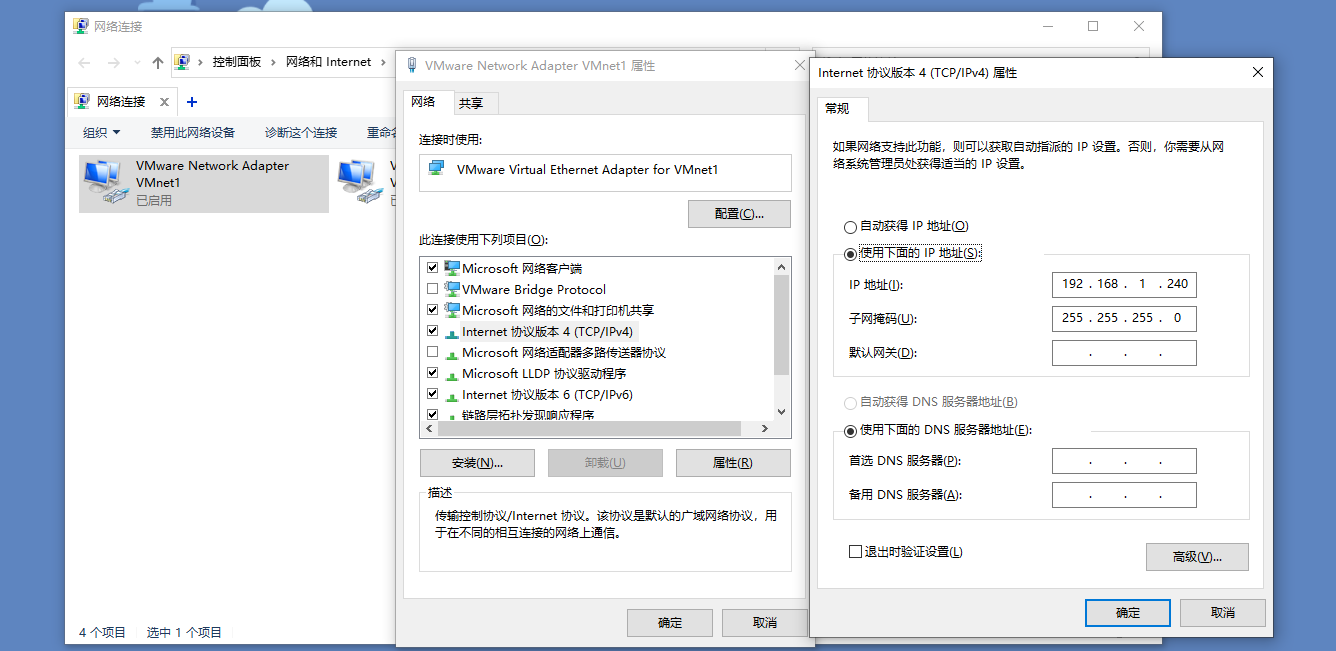 网络连接
控制面板 网络和 Internet
网络连接
组织 禁用此网络设备 诊断这个连接 重命名
VMware Network Adapter
VMnet1
已启用
4 个项目 选中 1 个项目
VMware Network Adapter VMnet1 属性
网络 共享
连接时使用:
VMware Virtual Ethernet Adapter for VMnet1
配置(C)...
此连接使用下列项目(O):
Microsoft 网络客户端
VMware Bridge Protocol
Microsoft 网络的文件和打印机共享
Internet 协议版本 4 (TCP/IPv4)
Microsoft 网络适配器多路传送器协议
Microsoft LLDP 协议驱动程序
Internet 协议版本 6 (TCP/IPv6)
链路层拓扑发现响应程序
安装(N)... 卸载(U) 属性(R)
描述
传输控制协议/Internet 协议。该协议是默认的广域网络协议，用
于在不同的相互连接的网络上通信。
确定 取消
Internet 协议版本 4 (TCP/IPv4) 属性
常规
如果网络支持此功能，则可以获取自动指派的 IP 设置。否则，你需要从网
络系统管理员处获得适当的 IP 设置。
自动获得 IP 地址(O)
使用下面的 IP 地址(S):
IP 地址(I): 192 . 168 . 1 . 240
子网掩码(U): 255 . 255 . 255 . 0
默认网关(D): . . .
自动获得 DNS 服务器地址(B)
使用下面的 DNS 服务器地址(E):
首选 DNS 服务器(P): . . .
备用 DNS 服务器(A): . . .
退出时验证设置(L)
高级(V)...
确定 取消